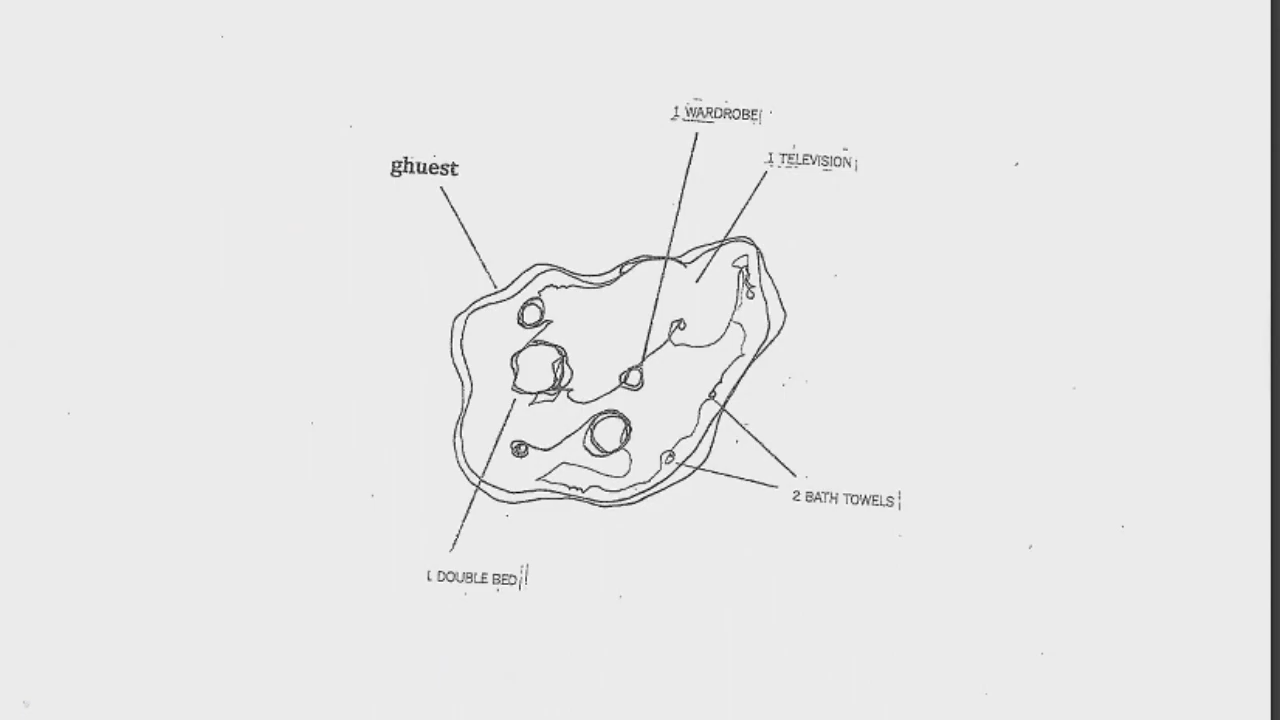 1 WARDROBE
1 TELEVISION
ghuest
2 BATH TOWELS
1 DOUBLE BED